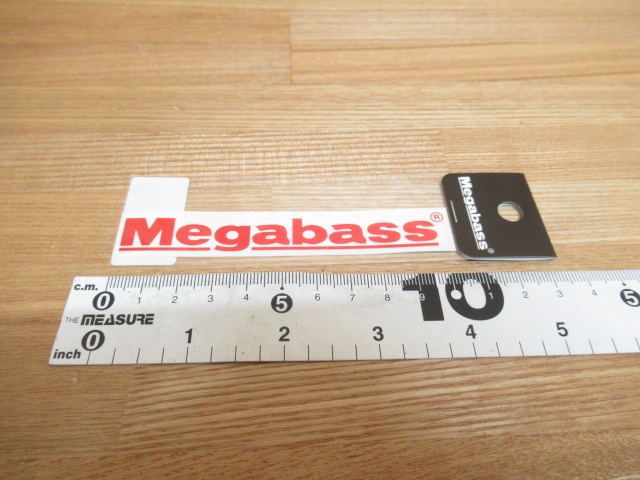 Megabass®
Megabass®
c.m. 0 1 2 3 4 5 6 7 8 9 10 1 2 3 4 5
THE MEASURE
inch 0 1 2 3 4 5